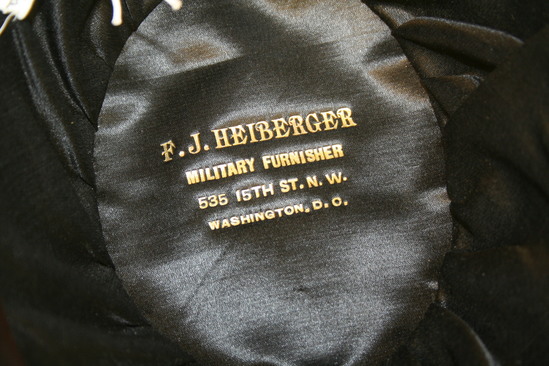 F. J. HEIBERGER
MILITARY FURNISHER
535 15TH ST. N. W.
WASHINGTON, D. C.